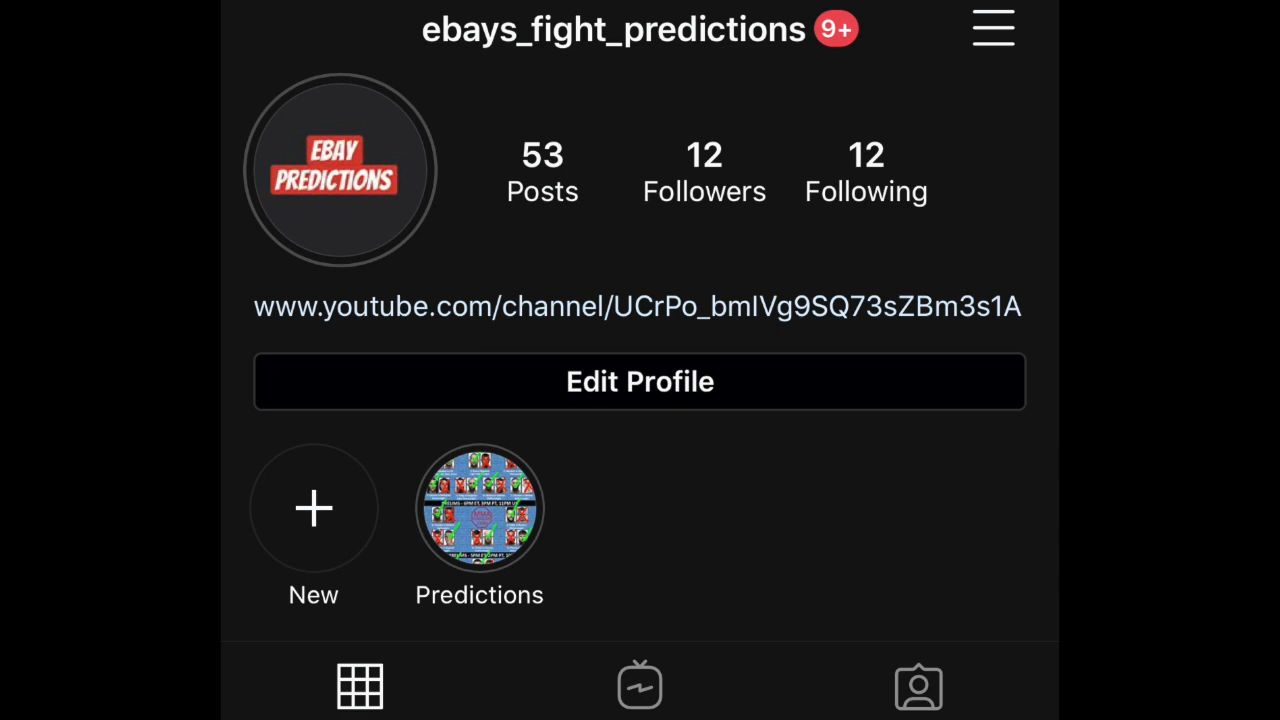 ebays_fight_predictions 9+
EBAY
PREDICTIONS
53 12 12
Posts Followers Following
www.youtube.com/channel/UCrPo_bmIVg9SQ73sZBm3s1A
Edit Profile
New Predictions